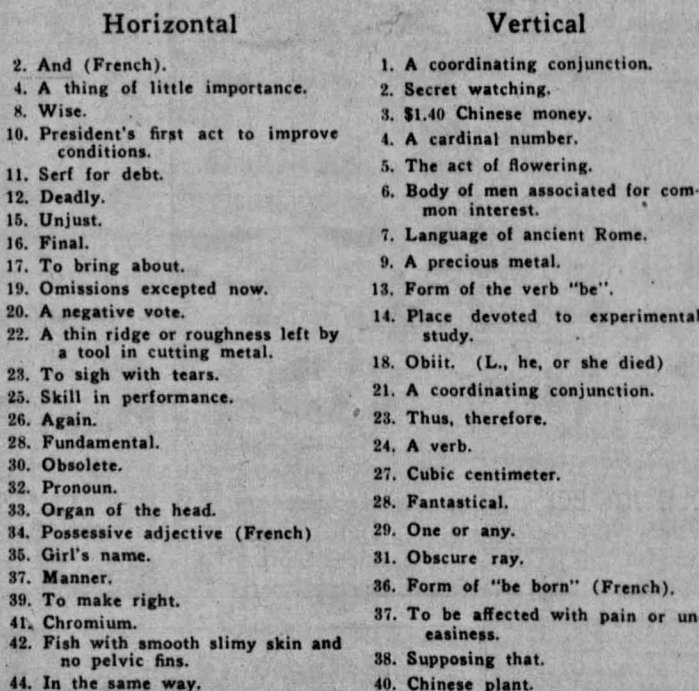 Horizontal
2. And (French).
4. A thing of little importance.
8. Wise.
10. President's first act to improve
conditions.
11. Serf for debt.
12. Deadly.
15. Unjust.
16. Final.
17. To bring about.
19. Omissions excepted now.
20. A negative vote.
22. A thin ridge or roughness left by
a tool in cutting metal.
23. To sigh with tears.
25. Skill in performance.
26. Again.
28. Fundamental.
30. Obsolete.
32. Pronoun.
33. Organ of the head.
34. Possessive adjective (French)
35. Girl's name.
37. Manner.
39. To make right.
41. Chromium.
42. Fish with smooth slimy skin and
no pelvic fins.
44. In the same way.
Vertical
1. A coordinating conjunction.
2. Secret watching.
3. $1.40 Chinese money.
4. A cardinal number.
5. The act of flowering.
6. Body of men associated for com-
mon interest.
7. Language of ancient Rome.
9. A precious metal.
13. Form of the verb "be".
14. Place devoted to experimental
study.
18. Obiit. (L., he, or she died)
21. A coordinating conjunction.
23. Thus, therefore.
24. A verb.
27. Cubic centimeter.
28. Fantastical.
29. One or any.
31. Obscure ray.
36. Form of "be born" (French).
37. To be affected with pain or un-
easiness.
38. Supposing that.
40. Chinese plant.